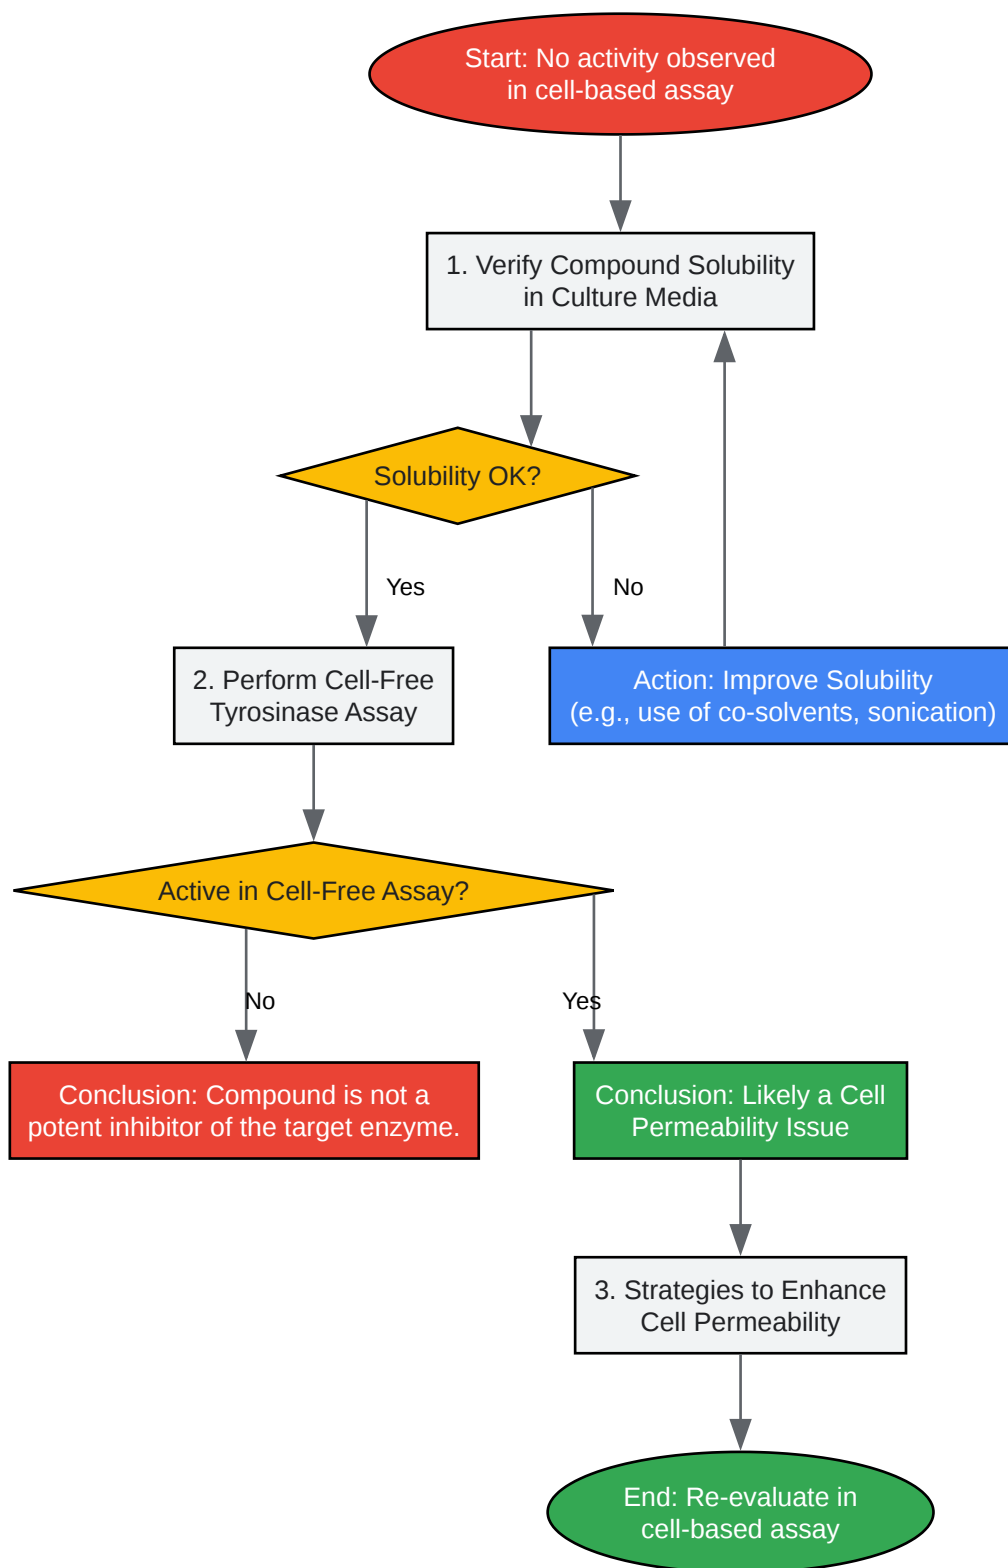 Start: No activity observed
in cell-based assay
1. Verify Compound Solubility
in Culture Media
Solubility OK?
Yes
No
2. Perform Cell-Free
Tyrosinase Assay
Action: Improve Solubility
(e.g., use of co-solvents, sonication)
Active in Cell-Free Assay?
No
Yes
Conclusion: Compound is not a
potent inhibitor of the target enzyme.
Conclusion: Likely a Cell
Permeability Issue
3. Strategies to Enhance
Cell Permeability
End: Re-evaluate in
cell-based assay